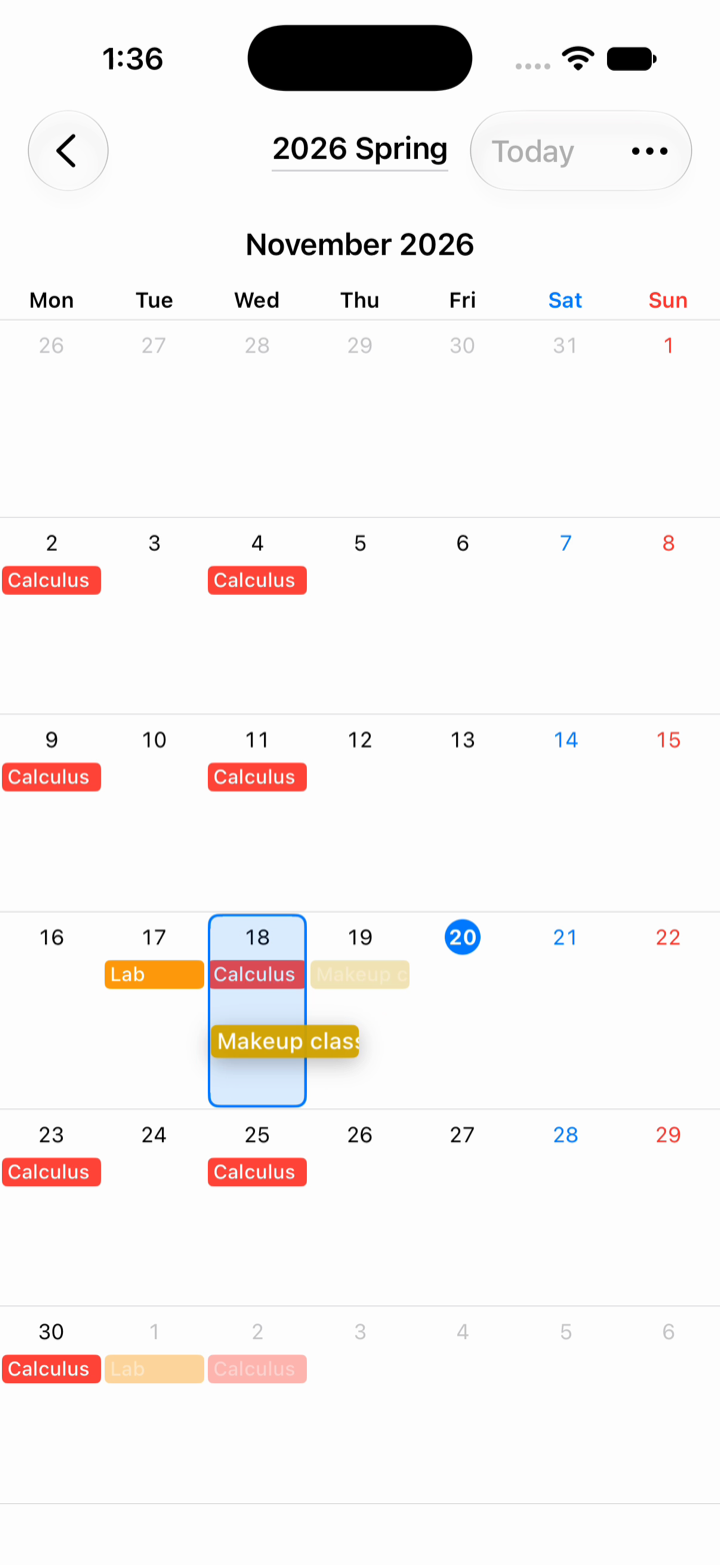 1:36
2026 Spring Today
November 2026
Mon Tue Wed Thu Fri Sat Sun
26 27 28 29 30 31 1
2 3 4 5 6 7 8
Calculus Calculus
9 10 11 12 13 14 15
Calculus Calculus
16 17 18 19 20 21 22
Lab Calculus Makeup c
Makeup class
23 24 25 26 27 28 29
Calculus Calculus
30 1 2 3 4 5 6
Calculus Lab Calculus